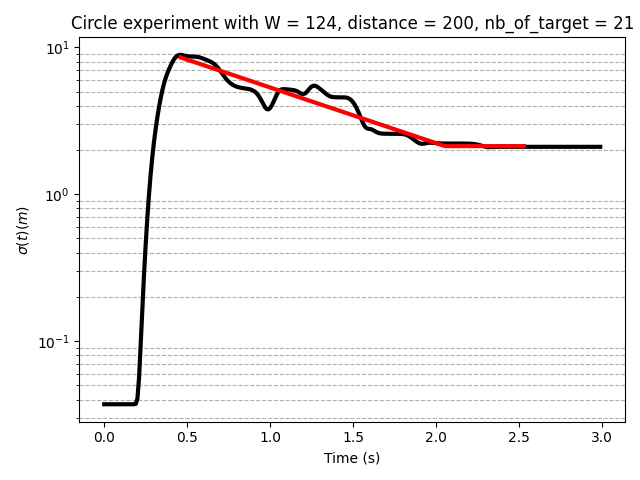 Circle experiment with W = 124, distance = 200, nb_of_target = 21
10¹
10⁰
10⁻¹
σ(t)(m)
0.0 0.5 1.0 1.5 2.0 2.5 3.0
Time (s)